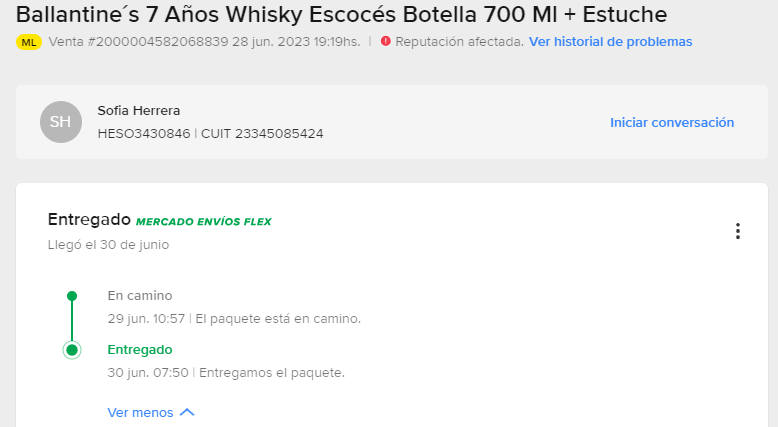 Ballantine´s 7 Años Whisky Escocés Botella 700 Ml + Estuche
ML Venta #2000004582068839 28 jun. 2023 19:19hs. | Reputación afectada. Ver historial de problemas
SH
Sofia Herrera
HESO3430846 | CUIT 23345085424
Iniciar conversación
Entregado MERCADO ENVÍOS FLEX
Llegó el 30 de junio
En camino
29 jun. 10:57 | El paquete está en camino.
Entregado
30 jun. 07:50 | Entregamos el paquete.
Ver menos